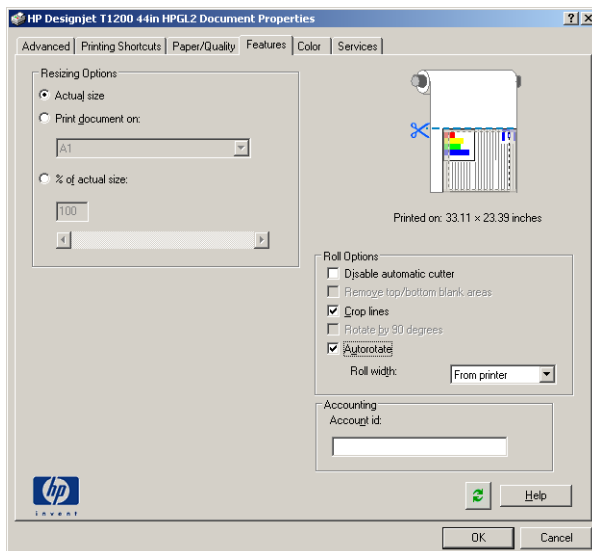 HP Designjet T1200 44in HPGL2 Document Properties
Advanced Printing Shortcuts Paper/Quality Features Color Services
Resizing Options
Actual size
Print document on:
A1
% of actual size:
100
Printed on: 33.11 × 23.39 inches
Roll Options
Disable automatic cutter
Remove top/bottom blank areas
Crop lines
Rotate by 90 degrees
Autorotate
Roll width: From printer
Accounting
Account id:
hp
invent
Help
OK Cancel